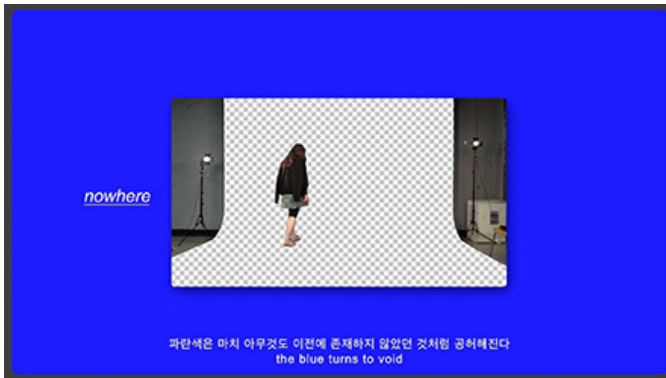 nowhere
파란색은 마치 아무것도 이전에 존재하지 않았던 것처럼 공허해진다
the blue turns to void